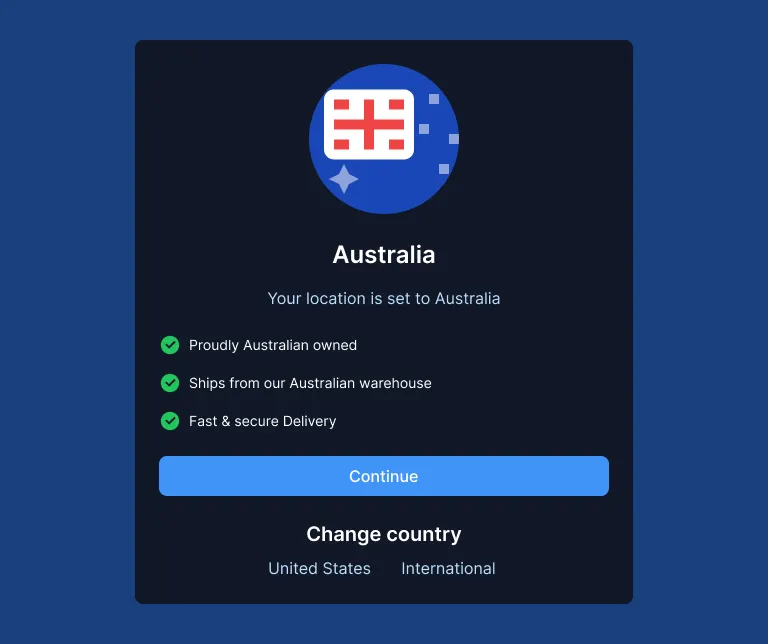 Australia
Your location is set to Australia
Proudly Australian owned
Ships from our Australian warehouse
Fast & secure Delivery
Continue
Change country
United States International